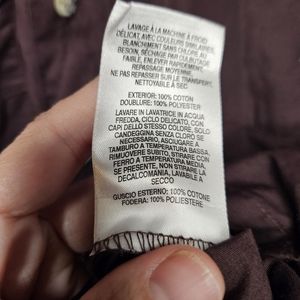 LAVAGE À LA MACHINE À FROID
DÉLICAT, AVEC COULEURS SIMILAIRES,
BLANCHIMENT SANS CHLORE AU
BESOIN, SÉCHAGE PAR CULBUTAGE
FAIBLE, ENLEVER RAPIDEMENT,
REPASSAGE MOYENNE,
NE PAS REPASSER SUR LE TRANSFERT,
NETTOYABLE À SEC
EXTERIOR: 100% COTTON
DOUBLURE: 100% POLYESTER
LAVARE IN LAVATRICE IN ACQUA
FREDDA, CICLO DELICATO, CON
CAPI DELLO STESSO COLORE, SOLO
CANDEGGINA SENZA CLORO SE
NECESSARIO, ASCIUGARE A
TAMBURO A TEMPERATURA BASSA,
RIMUOVERE SUBITO, STIRARE CON
FERRO A TEMPERATURA MEDIA,
SE NECESSARIO, NON STIRARE LA
DECALCOMANIA, LAVABILE A
SECCO
GUSCIO ESTERNO: 100% COTONE
FODERA: 100% POLIESTERE